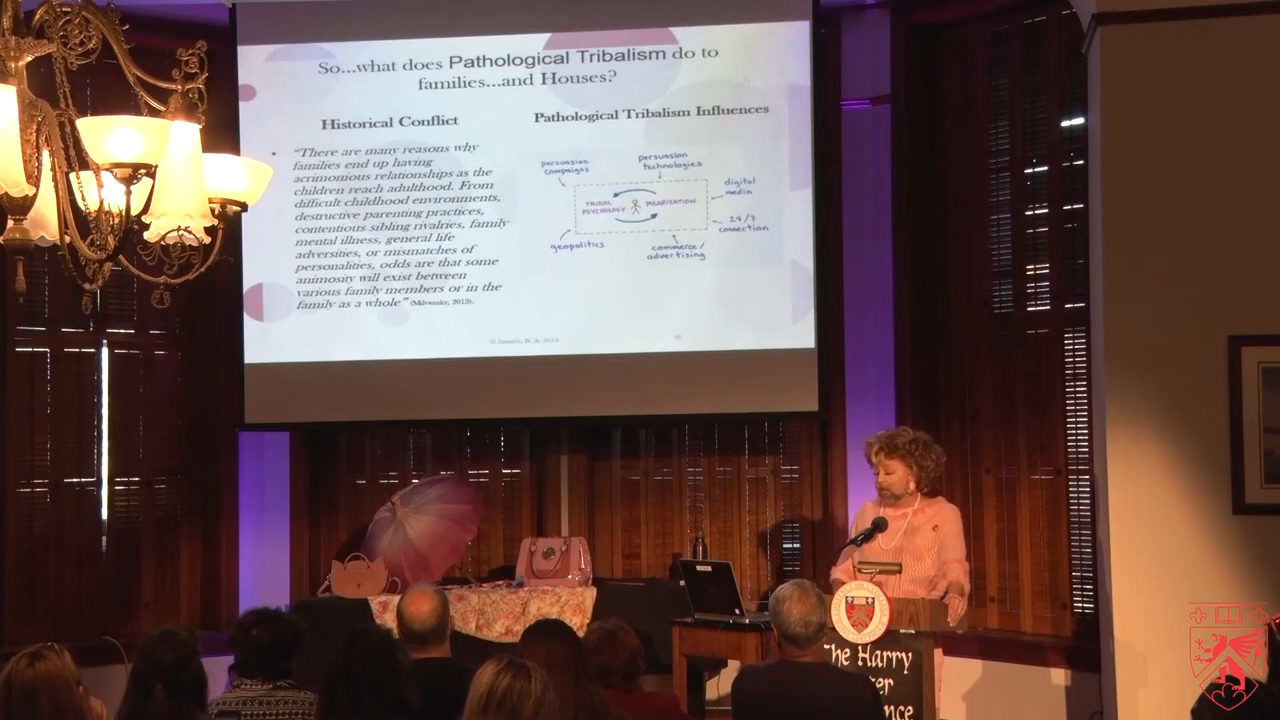 So...what does Pathological Tribalism do to
families...and Houses?
Historical Conflict
• "There are many reasons why
families end up having
acrimonious relationships as the
children reach adulthood. From
difficult childhood environments,
destructive parenting practices,
contentious sibling rivalries, family
mental illness, general life
adversities, or mismatches of
personalities, odds are that some
animosity will exist between
various family members or in the
family as a whole" (Milvensky, 2013).
Pathological Tribalism Influences
persuasion
campaigns
persuasion
technologies
digital
media
TRIBAL
PSYCHOLOGY
POLARISATION
24/7
connection
geopolitics
commerce/
advertising
The Harry